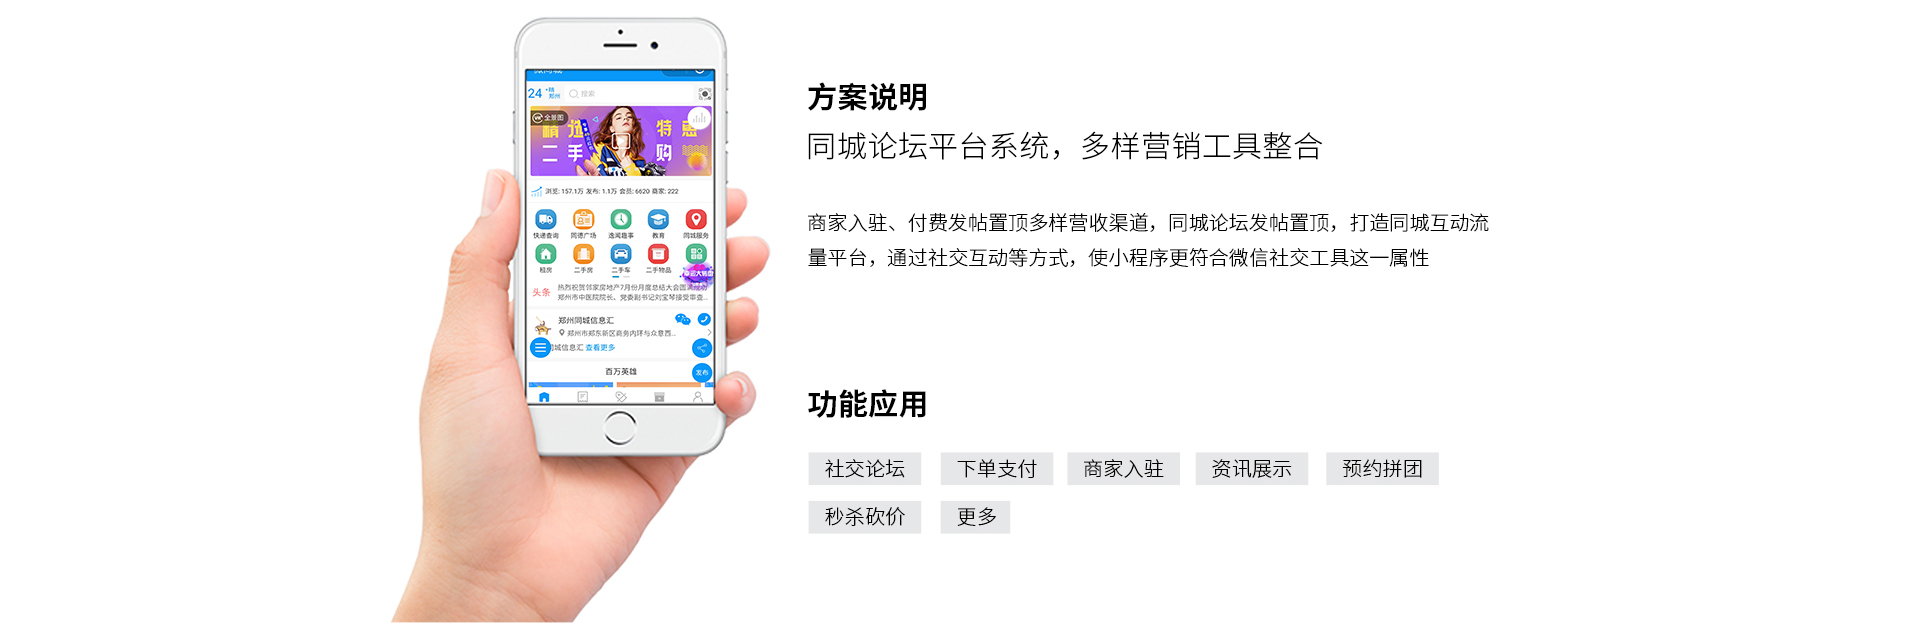 24
晴
郑州
搜索
VR 全景图
精选 特惠
二手 购
浏览: 157.1万 发布: 1.1万 会员: 6620 商家: 222
快递查询 同德广场 逸闻趣事 教育 同城服务
租房 二手房 二手车 二手物品
头条
热烈祝贺邻家房地产7月份月度总结大会圆满成功
郑州市中医院院长、党委副书记刘宝琴接受审查...
郑州同城信息汇
郑州市郑东新区商务内环与众意西...
同城信息汇 查看更多
百万英雄
发布
方案说明
同城论坛平台系统，多样营销工具整合
商家入驻、付费发帖置顶多样营收渠道，同城论坛发帖置顶，打造同城互动流
量平台，通过社交互动等方式，使小程序更符合微信社交工具这一属性
功能应用
社交论坛 下单支付 商家入驻 资讯展示 预约拼团
秒杀砍价 更多